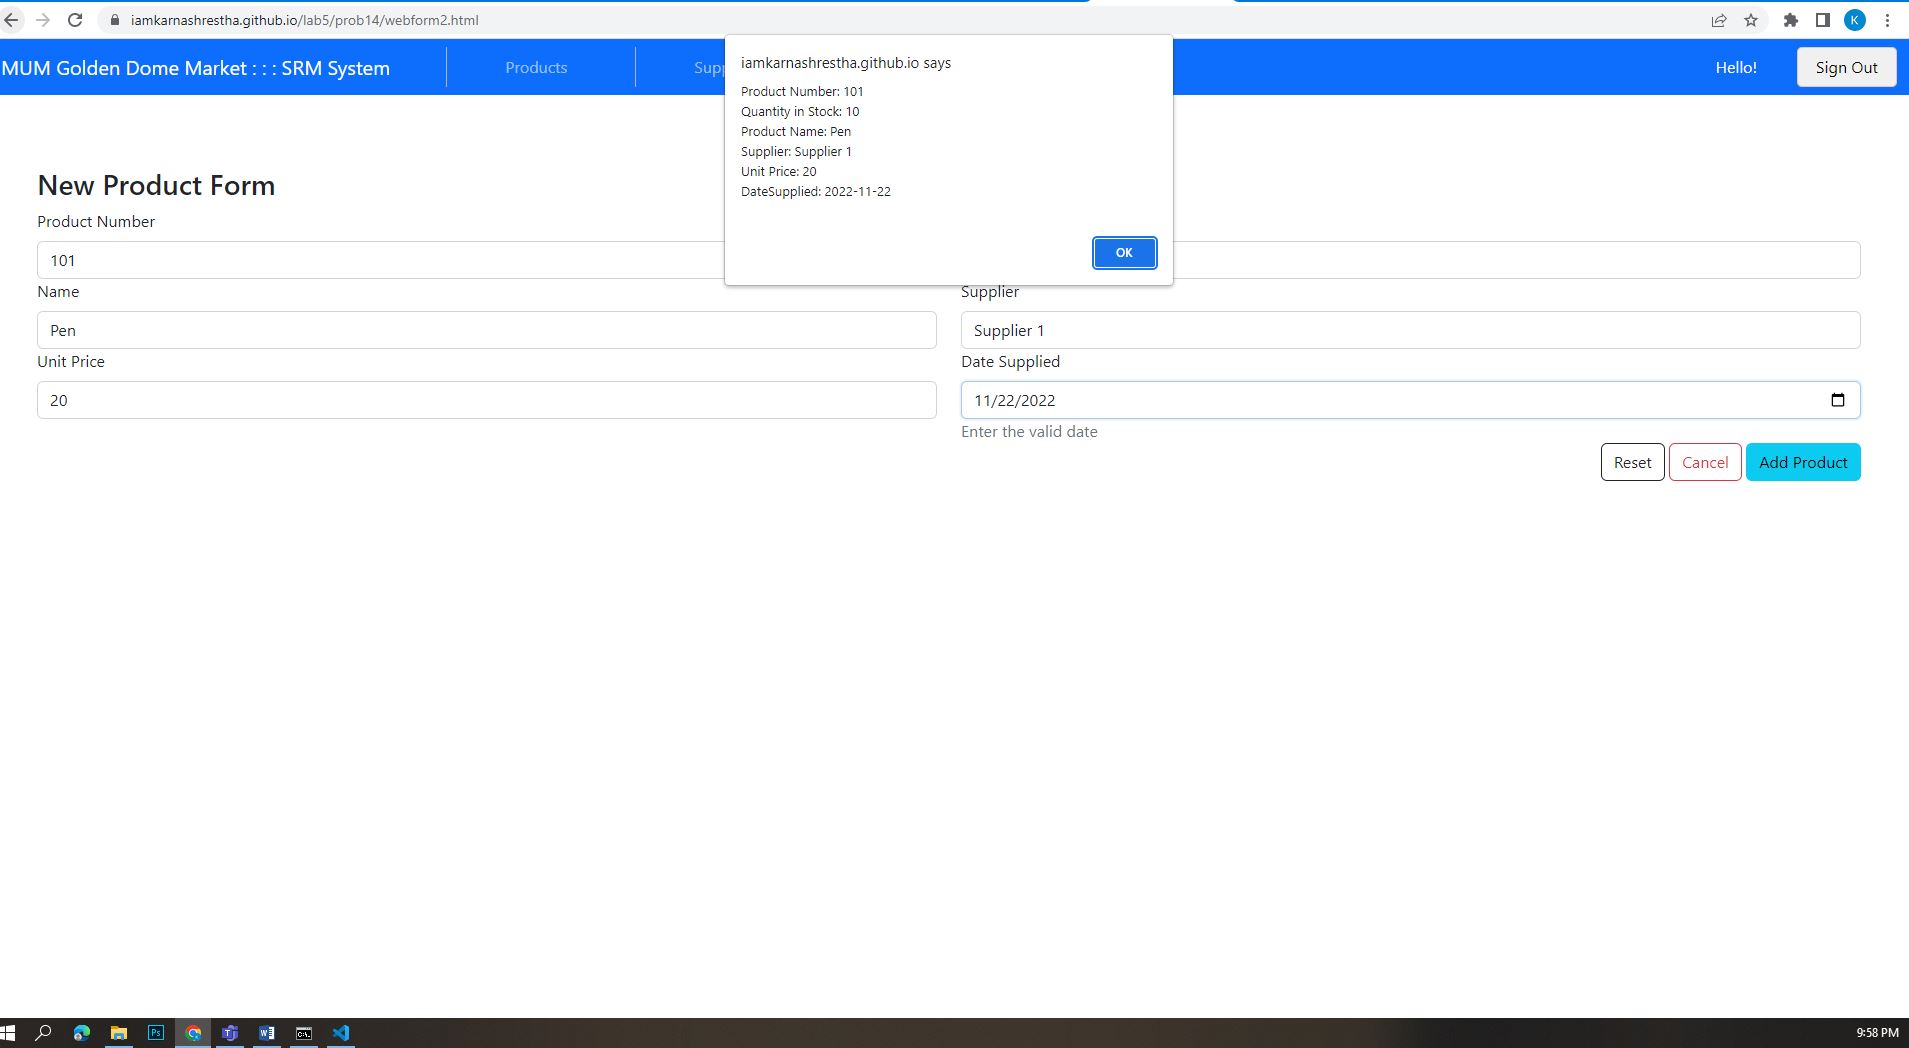 iamkarnashrestha.github.io/lab5/prob14/webform2.html
K
MUM Golden Dome Market : : : SRM System
Products
Supp
Hello!
Sign Out
iamkarnashrestha.github.io says
Product Number: 101
Quantity in Stock: 10
Product Name: Pen
Supplier: Supplier 1
Unit Price: 20
DateSupplied: 2022-11-22
OK
New Product Form
Product Number
101
Name
Supplier
Pen
Supplier 1
Unit Price
Date Supplied
20
11/22/2022
Enter the valid date
Reset
Cancel
Add Product
Ps
9:58 PM